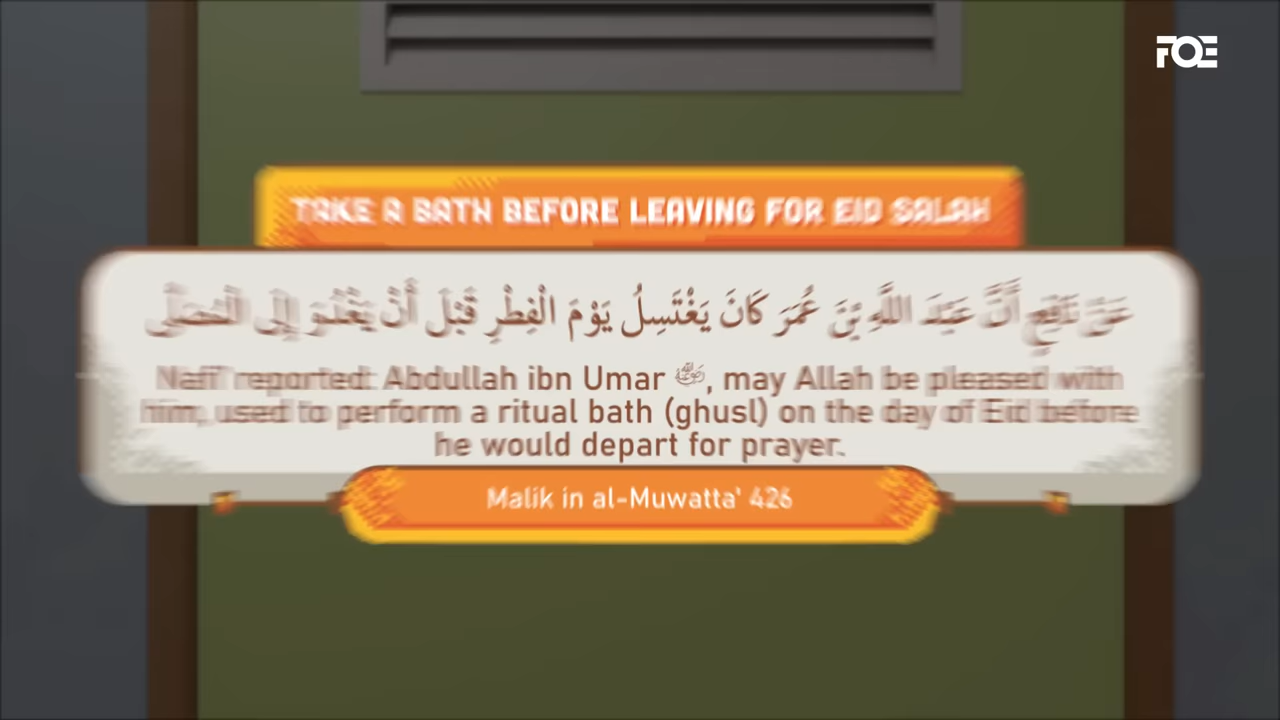 FOE
TAKE A BATH BEFORE LEAVING FOR EID SALAH
عَنْ نَافِعٍ أَنَّ عَبْدَ اللَّهِ بْنَ عُمَرَ كَانَ يَغْتَسِلُ يَوْمَ الْفِطْرِ قَبْلَ أَنْ يَغْدُوَ إِلَى الْمُصَلَّى
Nafi' reported: Abdullah ibn Umar ؓ, may Allah be pleased with
him, used to perform a ritual bath (ghusl) on the day of Eid before
he would depart for prayer.
Malik in al-Muwatta' 426